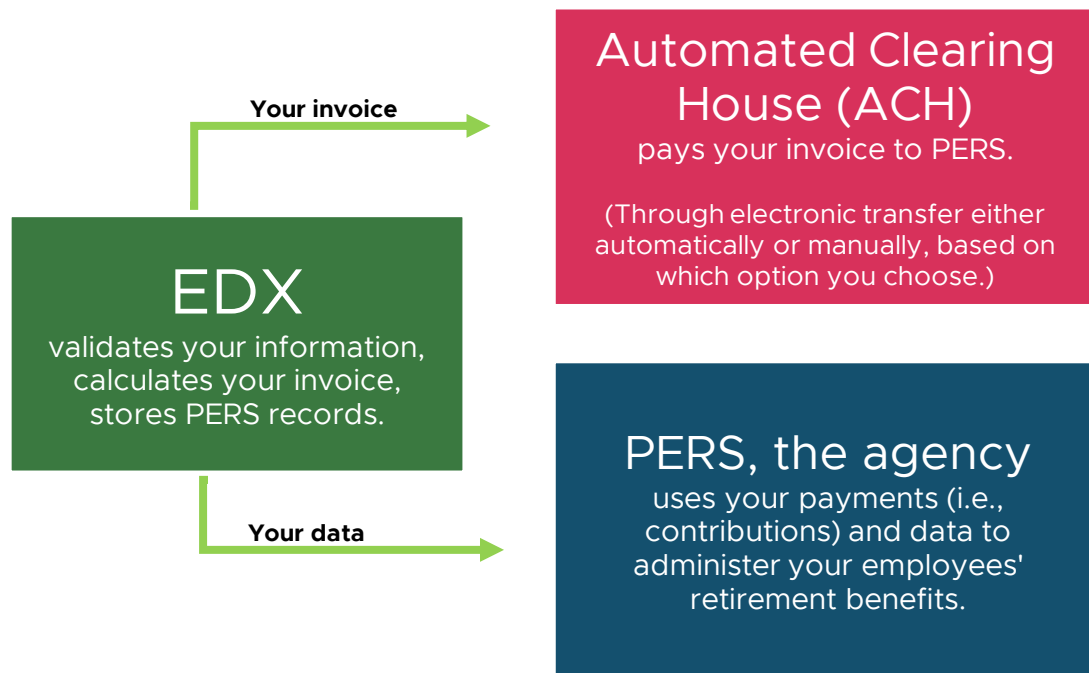 Your invoice
Automated Clearing
House (ACH)
pays your invoice to PERS.
(Through electronic transfer either
automatically or manually, based on
which option you choose.)
EDX
validates your information,
calculates your invoice,
stores PERS records.
Your data
PERS, the agency
uses your payments (i.e.,
contributions) and data to
administer your employees'
retirement benefits.